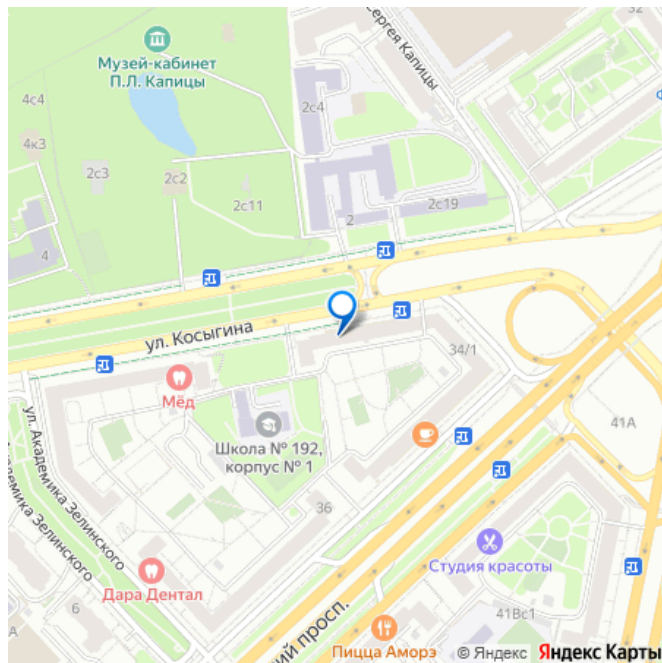 32
Сергея Капицы
Музей-кабинет
П.Л. Капицы
4с4
2с4
4к3
2с3
2с2
2с11
2
2с19
4
ул. Косыгина
34/1
Мёд
41А
Школа № 192,
корпус № 1
ул. Академика Зелинского
Академика Зелинского
36
Студия красоты
Дара Дентал
6
41Вс1
ий просп.
Пицца Аморэ
© Яндекс Яндекс Карты